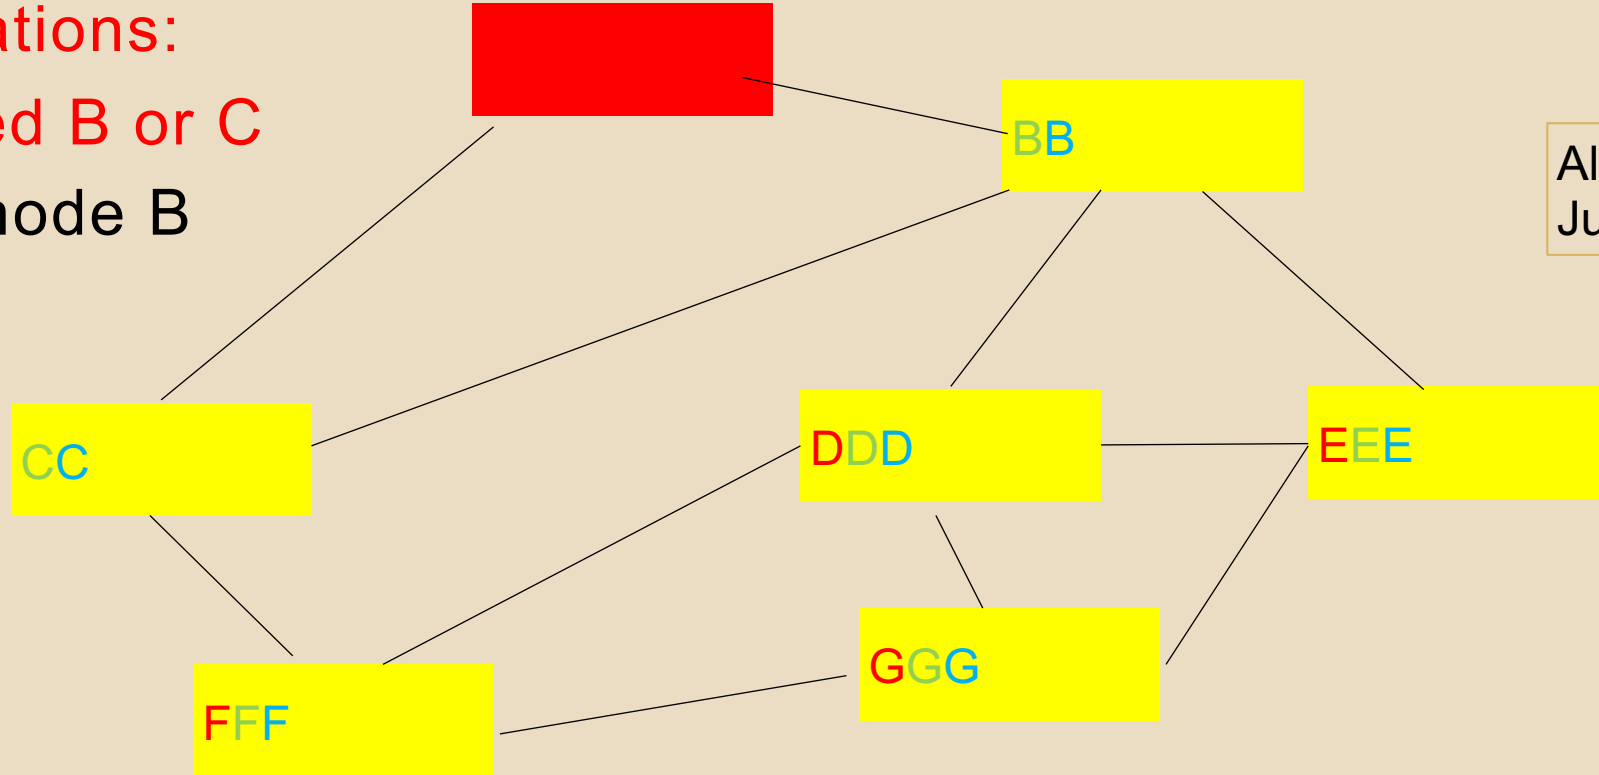 ations:
ed B or C
node B
BB
Al
Ju
CC
DDD
EEE
GGG
FFF